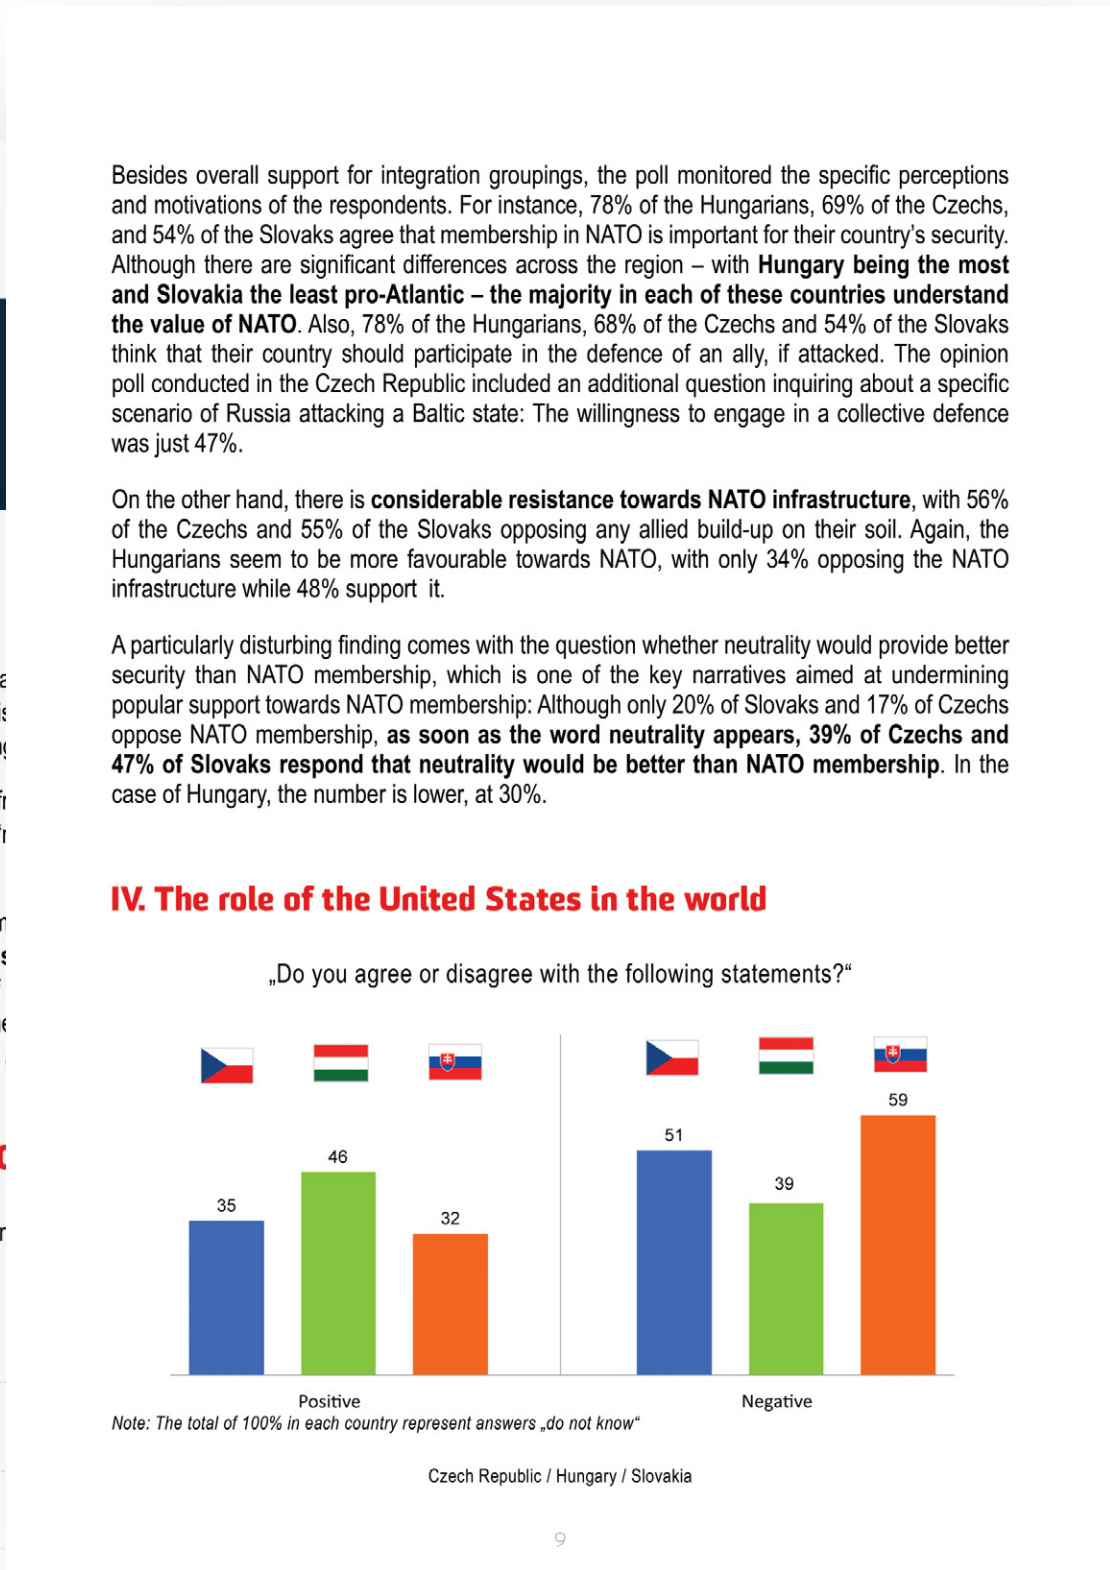 Besides overall support for integration groupings, the poll monitored the specific perceptions
and motivations of the respondents. For instance, 78% of the Hungarians, 69% of the Czechs,
and 54% of the Slovaks agree that membership in NATO is important for their country’s security.
Although there are significant differences across the region – with Hungary being the most
and Slovakia the least pro-Atlantic – the majority in each of these countries understand
the value of NATO. Also, 78% of the Hungarians, 68% of the Czechs and 54% of the Slovaks
think that their country should participate in the defence of an ally, if attacked. The opinion
poll conducted in the Czech Republic included an additional question inquiring about a specific
scenario of Russia attacking a Baltic state: The willingness to engage in a collective defence
was just 47%.
On the other hand, there is considerable resistance towards NATO infrastructure, with 56%
of the Czechs and 55% of the Slovaks opposing any allied build-up on their soil. Again, the
Hungarians seem to be more favourable towards NATO, with only 34% opposing the NATO
infrastructure while 48% support it.
A particularly disturbing finding comes with the question whether neutrality would provide better
security than NATO membership, which is one of the key narratives aimed at undermining
popular support towards NATO membership: Although only 20% of Slovaks and 17% of Czechs
oppose NATO membership, as soon as the word neutrality appears, 39% of Czechs and
47% of Slovaks respond that neutrality would be better than NATO membership. In the
case of Hungary, the number is lower, at 30%.
IV. The role of the United States in the world
„Do you agree or disagree with the following statements?“
35
46
32
51
39
59
Positive
Negative
Note: The total of 100% in each country represent answers „do not know“
Czech Republic / Hungary / Slovakia
9